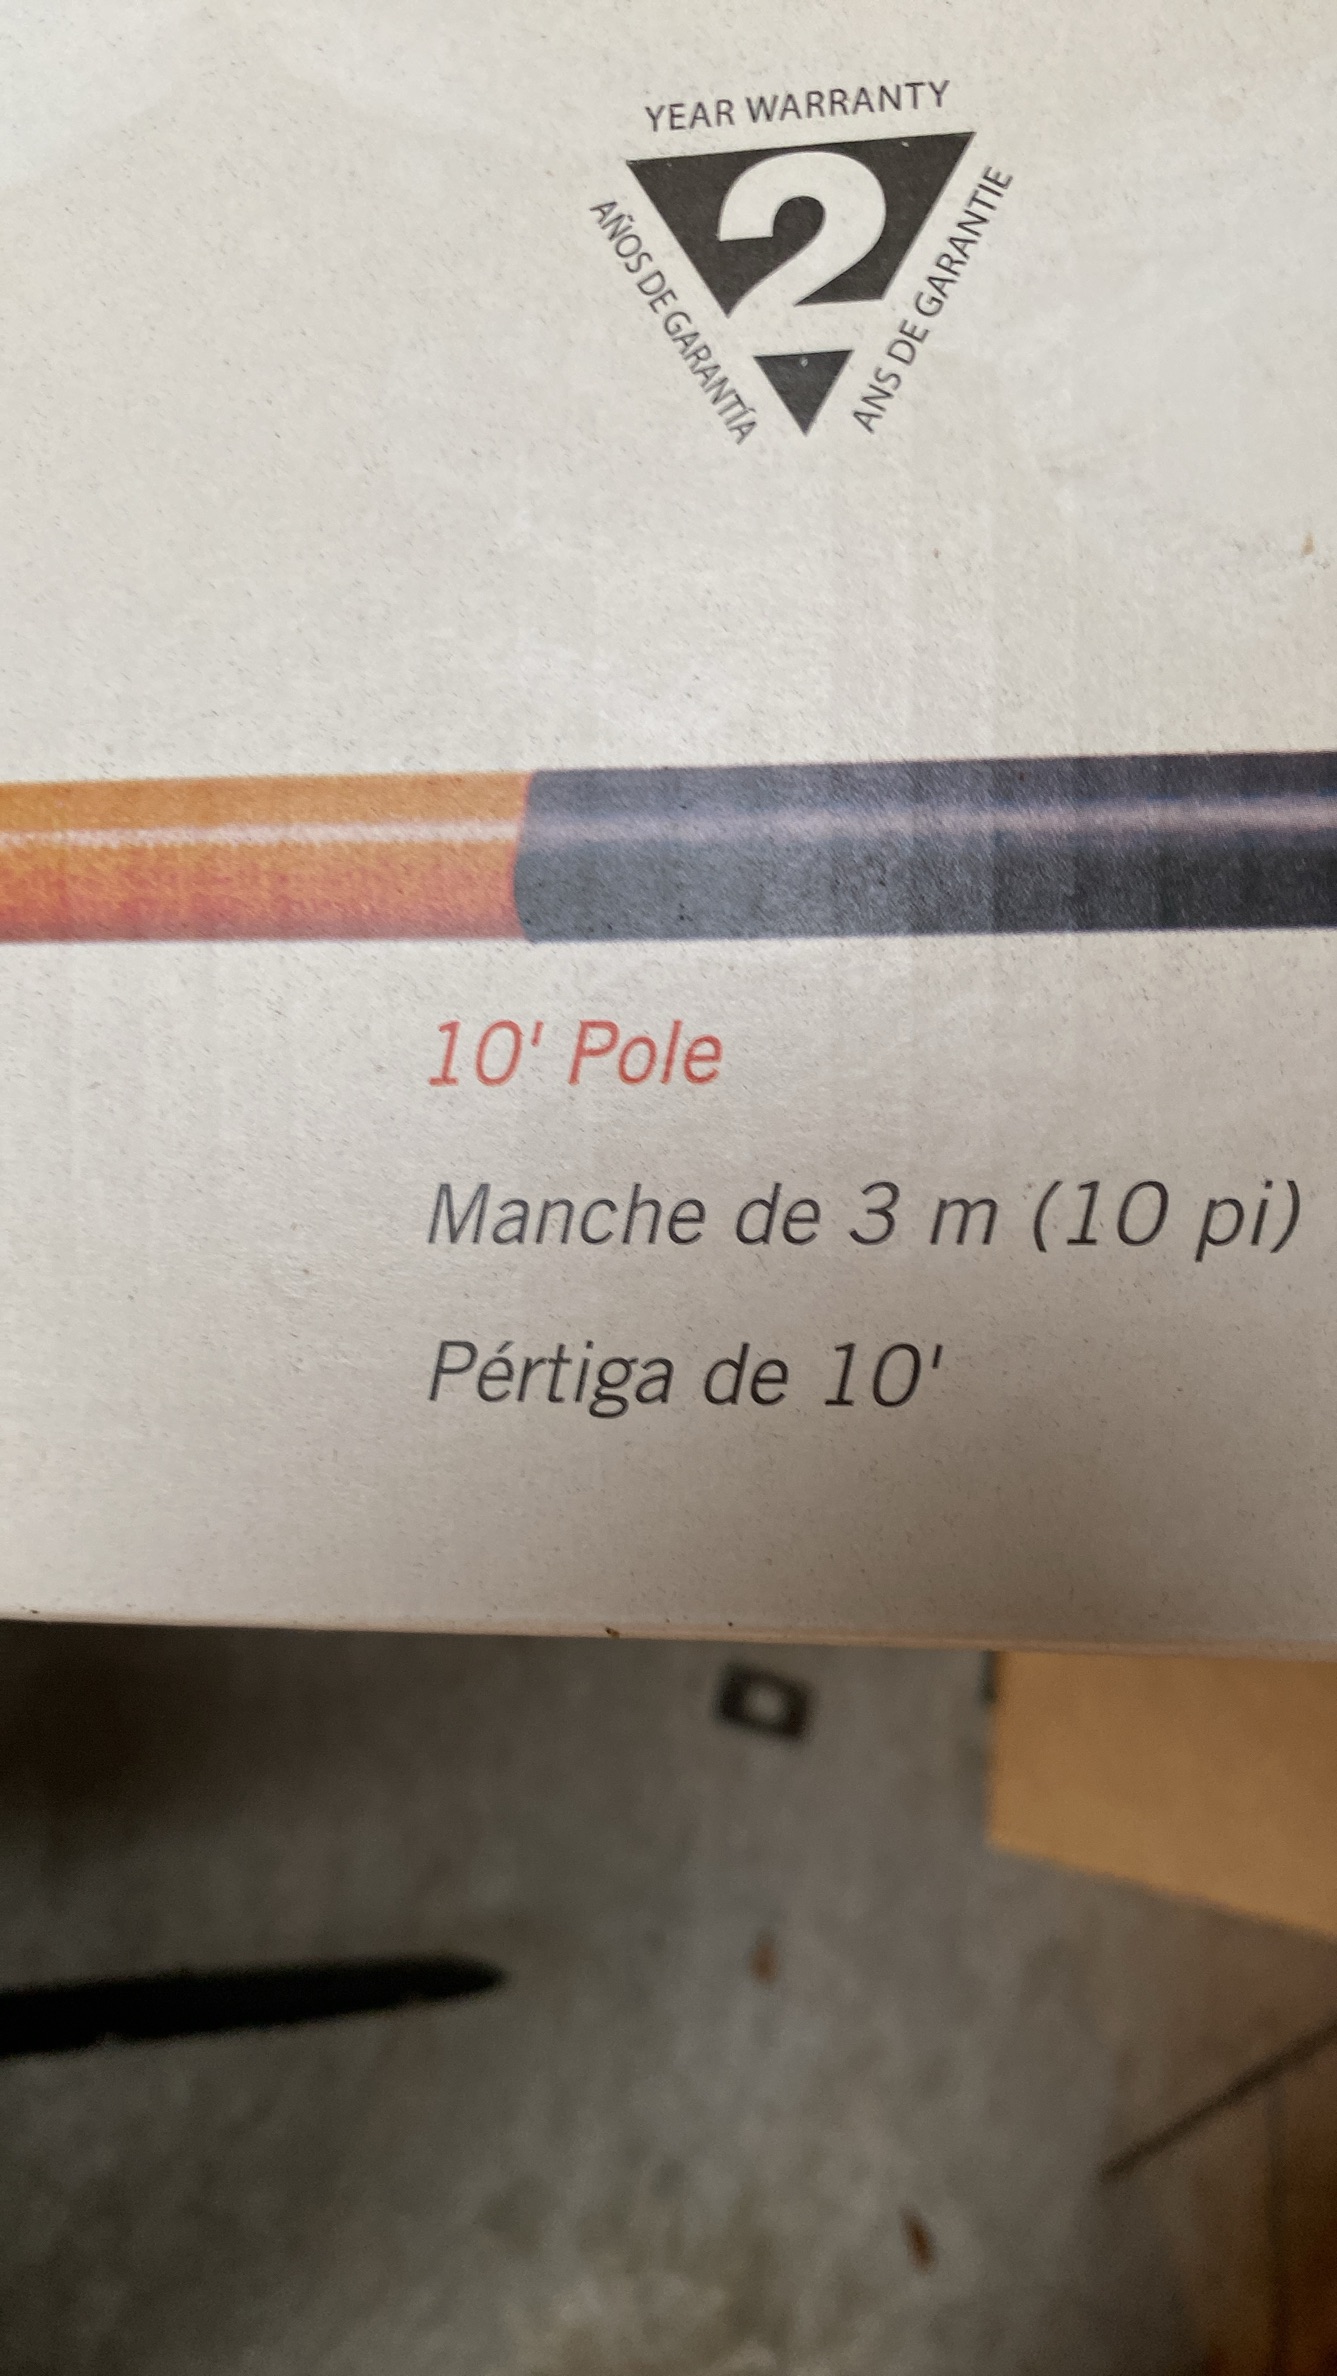 YEAR WARRANTY
2
AÑOS DE GARANTÍA
ANS DE GARANTIE
10' Pole
Manche de 3 m (10 pi)
Pértiga de 10'